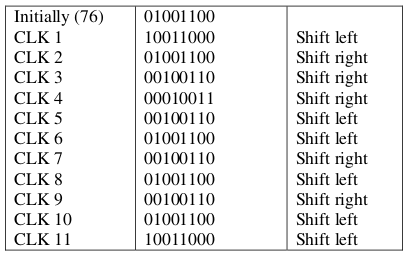 Initially (76) 01001100
CLK 1 10011000 Shift left
CLK 2 01001100 Shift right
CLK 3 00100110 Shift right
CLK 4 00010011 Shift right
CLK 5 00100110 Shift left
CLK 6 01001100 Shift left
CLK 7 00100110 Shift right
CLK 8 01001100 Shift left
CLK 9 00100110 Shift right
CLK 10 01001100 Shift left
CLK 11 10011000 Shift left